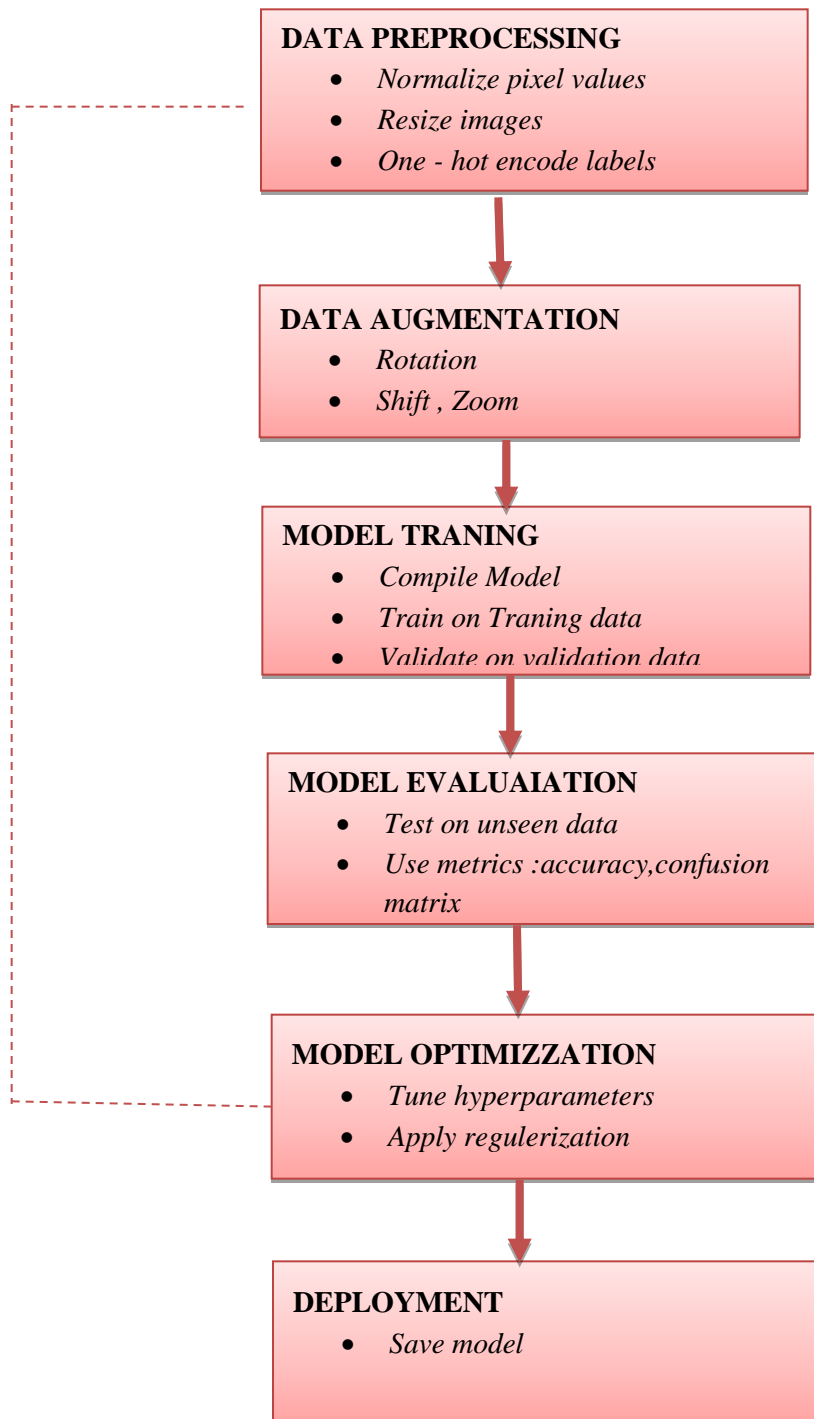 DATA PREPROCESSING
• Normalize pixel values
• Resize images
• One - hot encode labels
DATA AUGMENTATION
• Rotation
• Shift , Zoom
MODEL TRANING
• Compile Model
• Train on Traning data
• Validate on validation data
MODEL EVALUAIATION
• Test on unseen data
• Use metrics :accuracy,confusion
matrix
MODEL OPTIMIZZATION
• Tune hyperparameters
• Apply regulerization
DEPLOYMENT
• Save model